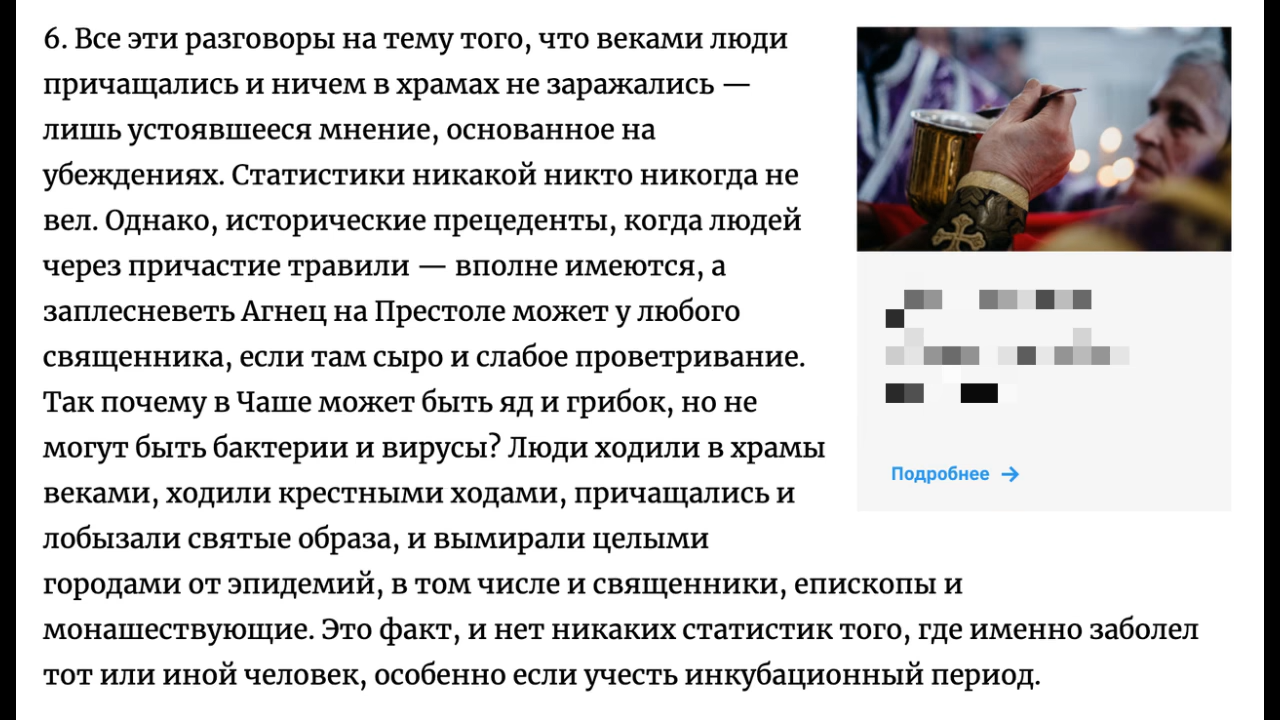 6. Все эти разговоры на тему того, что веками люди
причащались и ничем в храмах не заражались —
лишь устоявшееся мнение, основанное на
убеждениях. Статистики никакой никто никогда не
вел. Однако, исторические прецеденты, когда людей
через причастие травили — вполне имеются, а
заплесневеть Агнец на Престоле может у любого
священника, если там сыро и слабое проветривание.
Так почему в Чаше может быть яд и грибок, но не
могут быть бактерии и вирусы? Люди ходили в храмы
веками, ходили крестными ходами, причащались и
лобызали святые образа, и вымирали целыми
городами от эпидемий, в том числе и священники, епископы и
монашествующие. Это факт, и нет никаких статистик того, где именно заболел
тот или иной человек, особенно если учесть инкубационный период.
Подробнее →